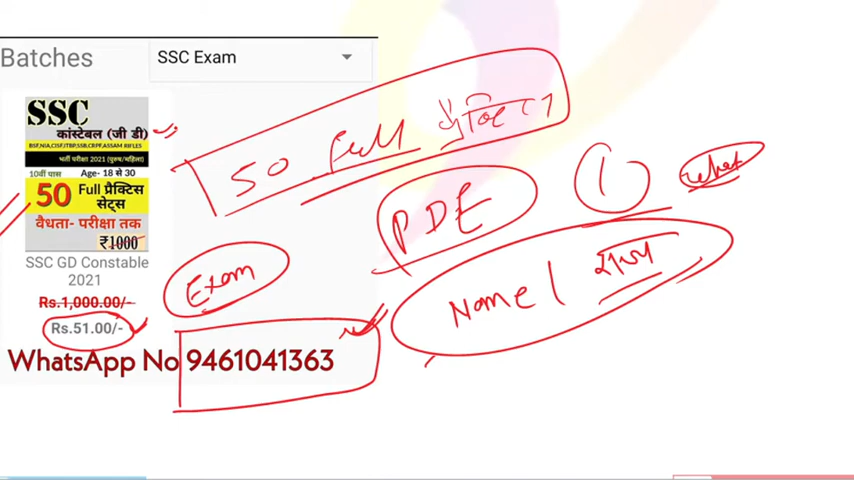 Batches
SSC Exam
SSC
कांस्टेबल (जी डी)
BSF,NIA,CISF,ITBP,SSB,CRPF,ASSAM RIFLES
भर्ती परीक्षा 2021 (पुरुष/महिला)
10वीं पास Age- 18 से 30
50 Full प्रैक्टिस सेट्स
वैधता- परीक्षा तक
₹1000
SSC GD Constable
2021
Rs.1,000.00/-
Rs.51.00/-
WhatsApp No 9461041363
50 Full
PDF
1
Exam
Name | राज्य